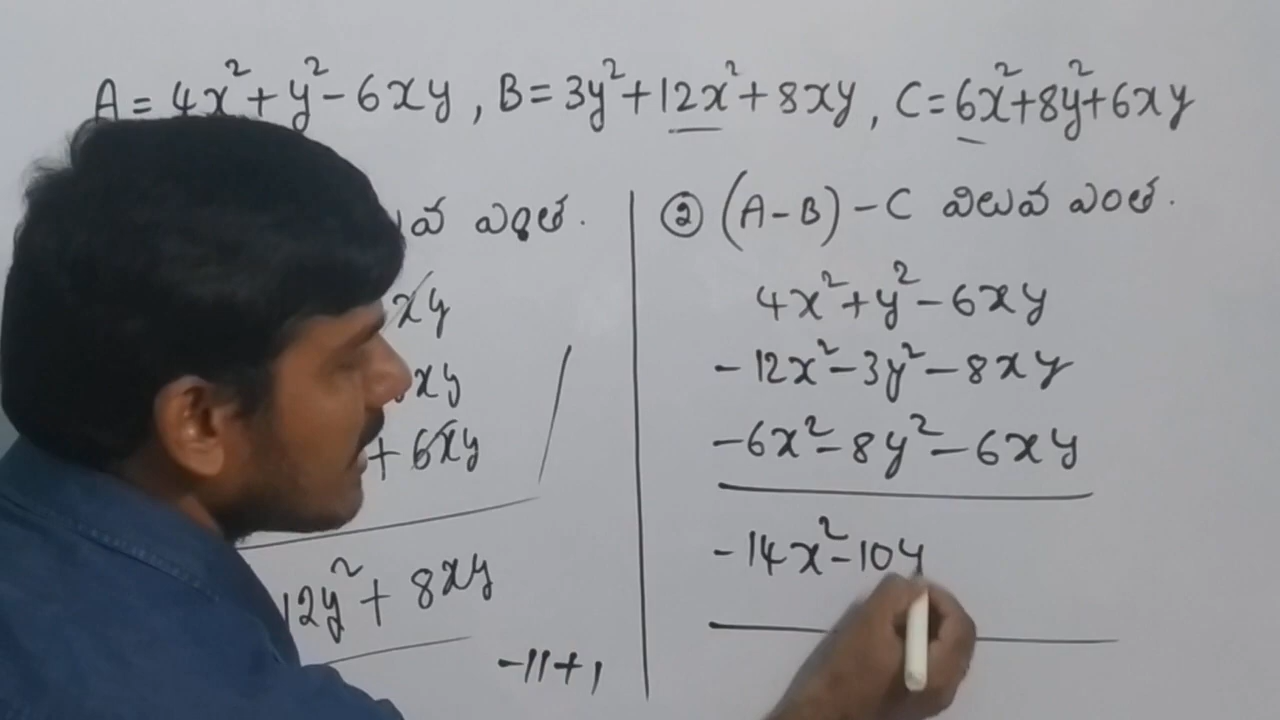 A = 4x² + y² - 6xy, B = 3y² + 12x² + 8xy, C = 6x² + 8y² + 6xy
ఎంత.
xy
xy
+ 6xy
12y² + 8xy
-11+1
② (A-B) - C విలువ ఎంత.
4x² + y² - 6xy
- 12x² - 3y² - 8xy
- 6x² - 8y² - 6xy
- 14x² - 10y